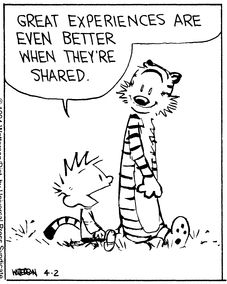 GREAT EXPERIENCES ARE
EVEN BETTER
WHEN THEY'RE
SHARED.
WATTERSON 4-2